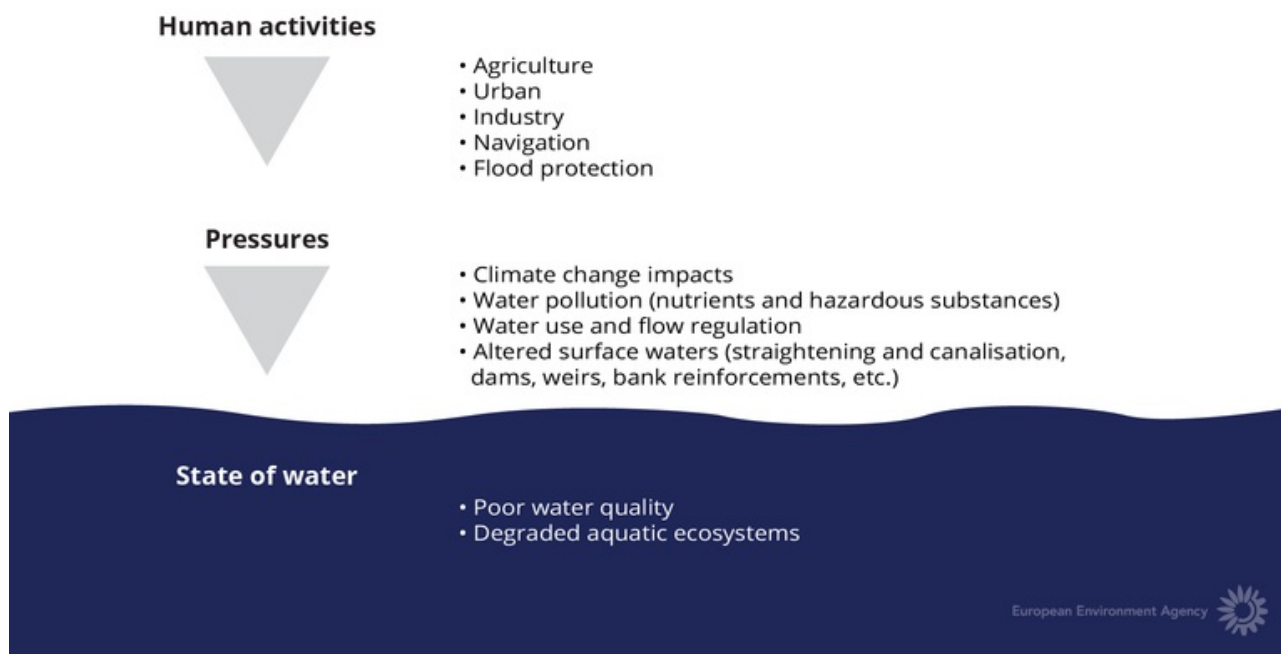 Human activities
• Agriculture
• Urban
• Industry
• Navigation
• Flood protection
Pressures
• Climate change impacts
• Water pollution (nutrients and hazardous substances)
• Water use and flow regulation
• Altered surface waters (straightening and canalisation,
dams, weirs, bank reinforcements, etc.)
State of water
• Poor water quality
• Degraded aquatic ecosystems
European Environment Agency